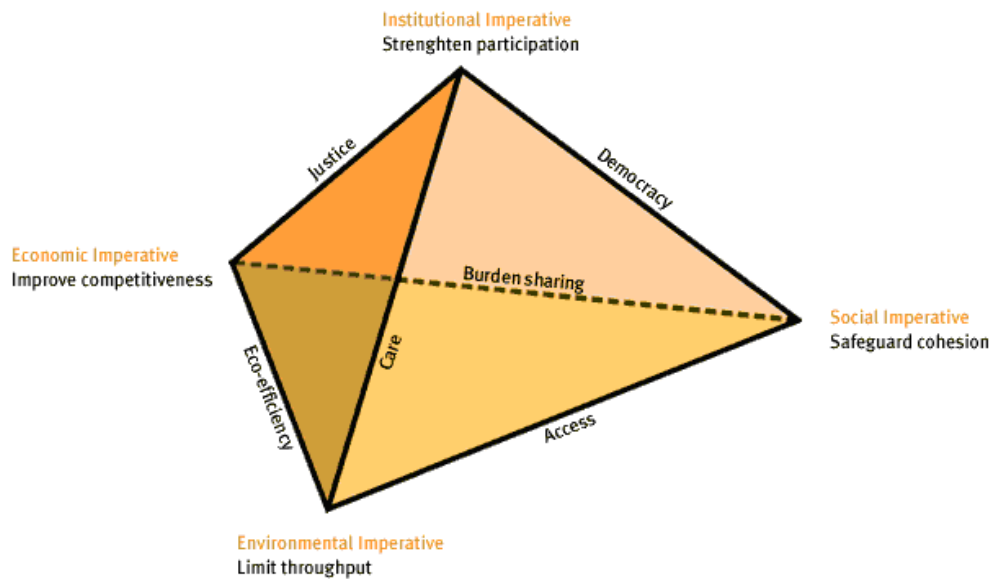 Institutional Imperative
Strenghten participation
Justice
Democracy
Economic Imperative
Improve competitiveness
Burden sharing
Social Imperative
Safeguard cohesion
Eco-efficiency
Care
Access
Environmental Imperative
Limit throughput